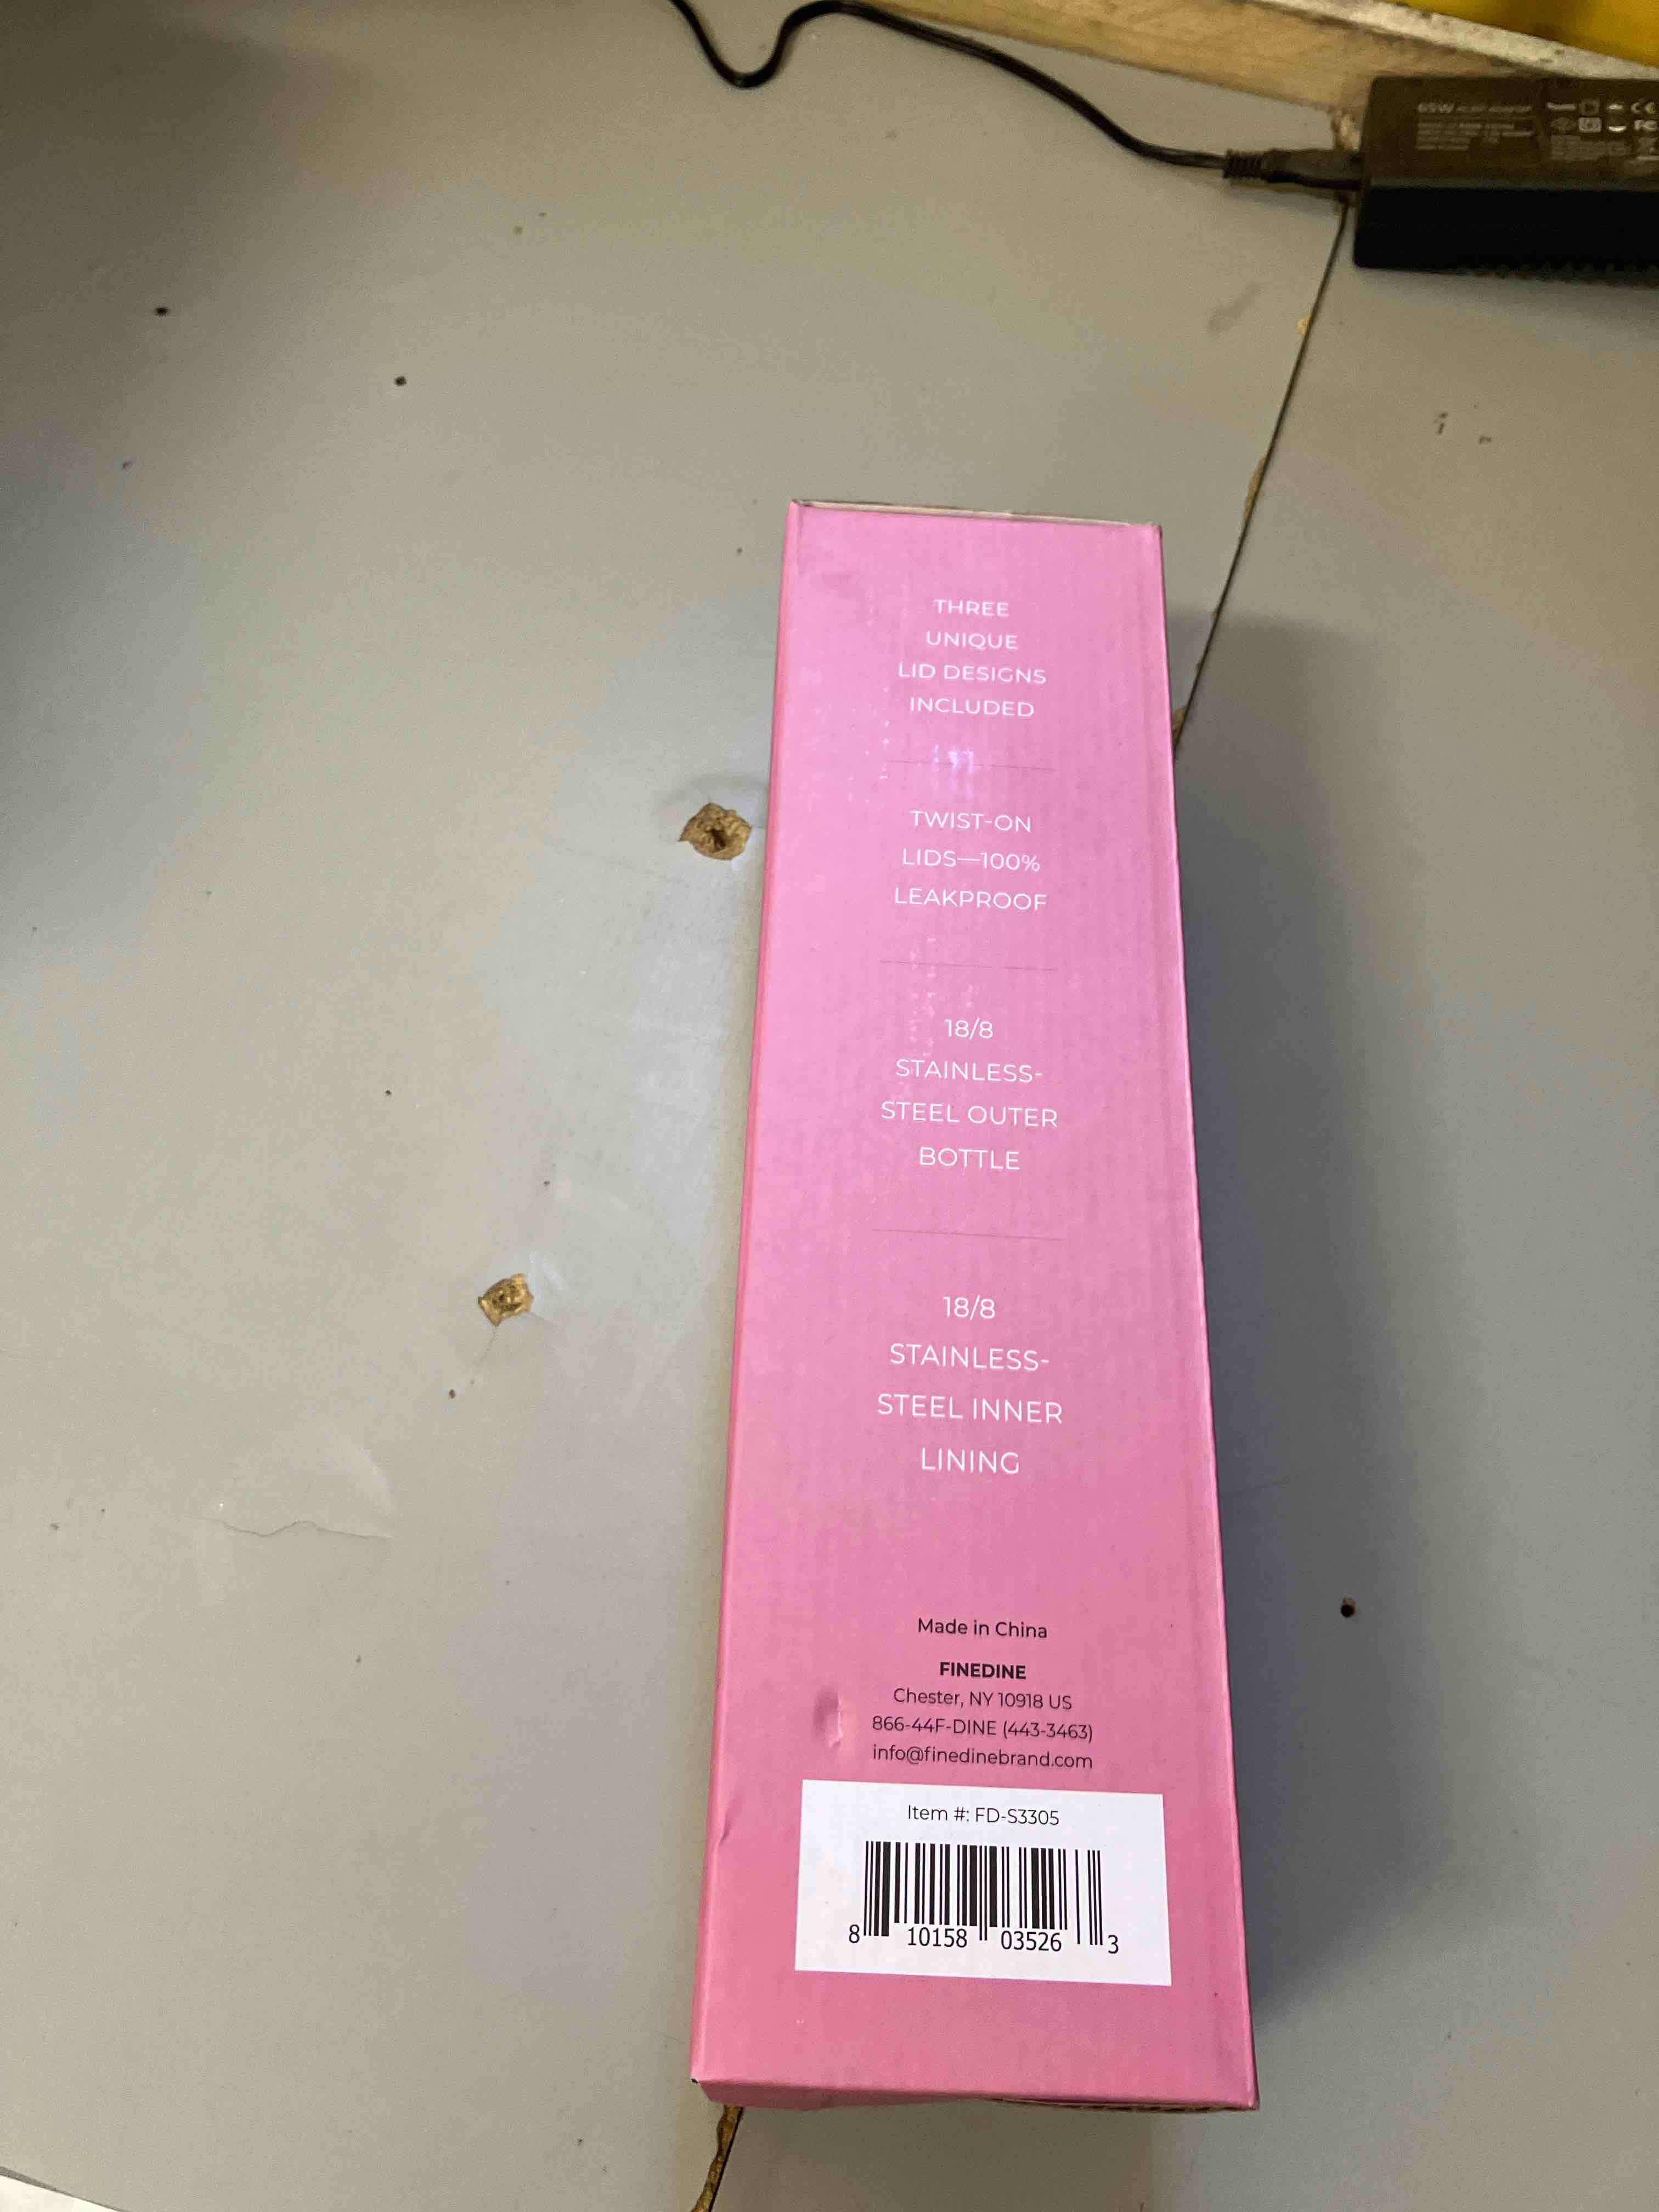 65W
THREE
UNIQUE
LID DESIGNS
INCLUDED
TWIST-ON
LIDS—100%
LEAKPROOF
18/8
STAINLESS-
STEEL OUTER
BOTTLE
18/8
STAINLESS-
STEEL INNER
LINING
Made in China
FINEDINE
Chester, NY 10918 US
866-44F-DINE (443-3463)
info@finedinebrand.com
Item #: FD-S3305
8 10158 03526 3